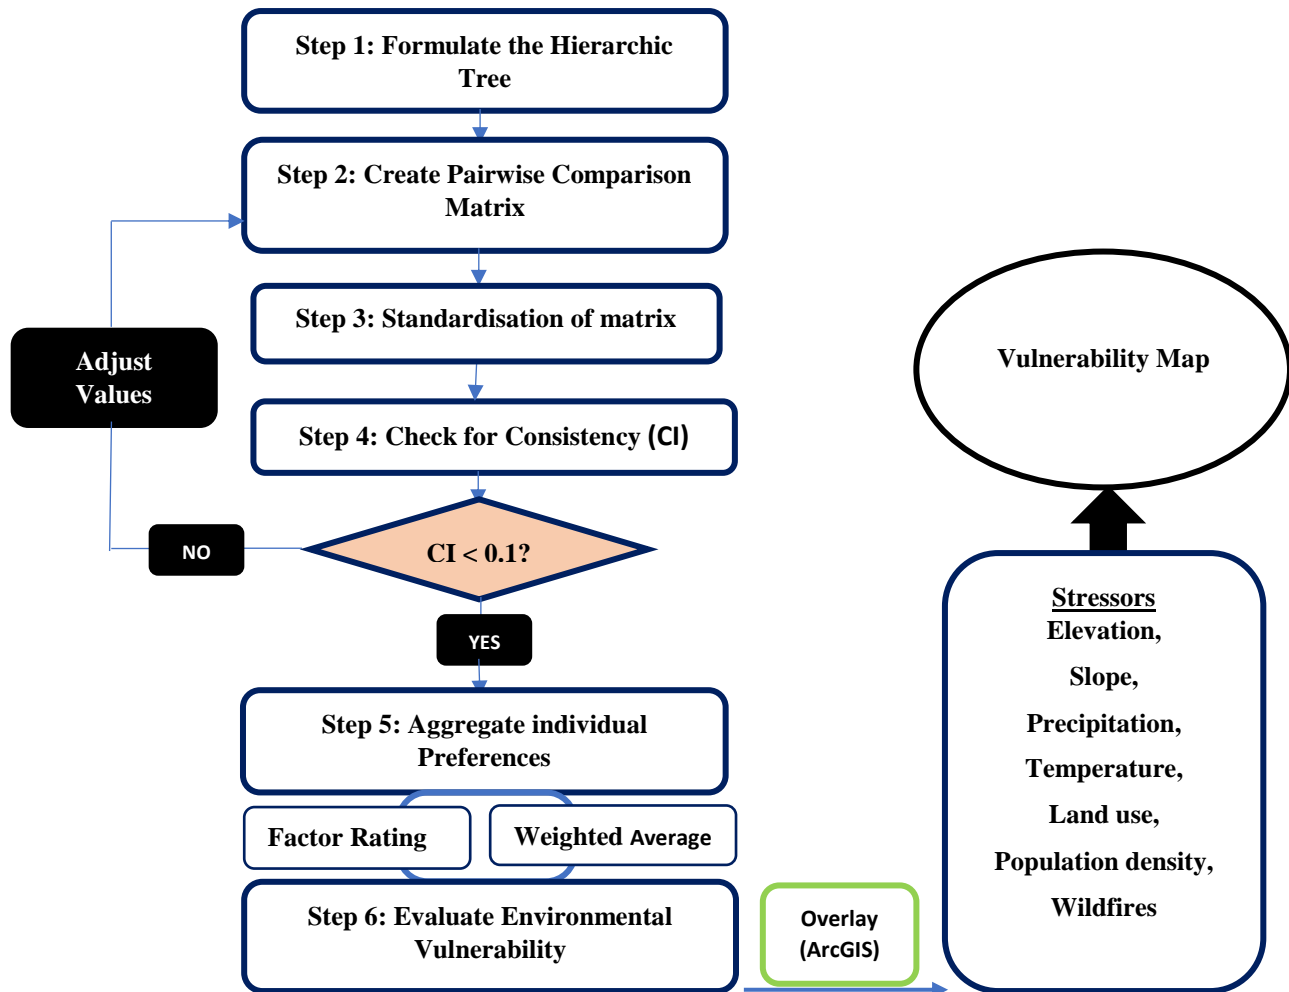 Step 1: Formulate the Hierarchic
Tree
Step 2: Create Pairwise Comparison
Matrix
Step 3: Standardisation of matrix
Adjust
Values
Step 4: Check for Consistency (CI)
CI < 0.1?
NO
YES
Step 5: Aggregate individual
Preferences
Factor Rating
Weighted Average
Step 6: Evaluate Environmental
Vulnerability
Overlay
(ArcGIS)
Stressors
Elevation,
Slope,
Precipitation,
Temperature,
Land use,
Population density,
Wildfires
Vulnerability Map